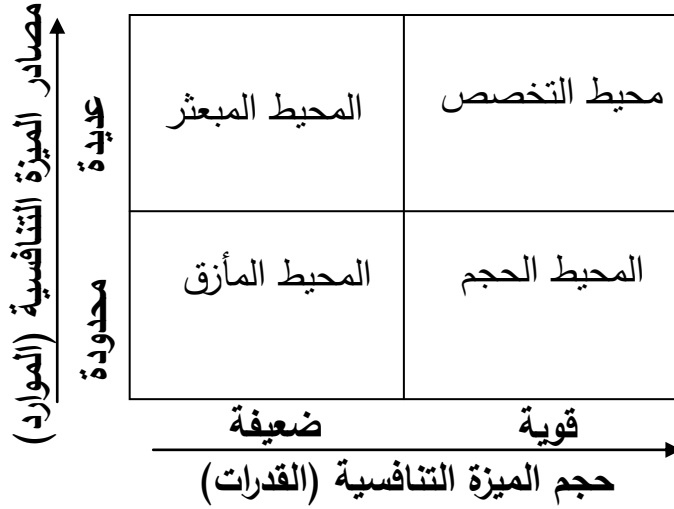 مصادر الميزة التنافسية (الموارد)
عديدة
محدودة
محيط التخصص
المحيط المبعثر
المحيط الحجم
المحيط المأزق
قوية
ضعيفة
حجم الميزة التنافسية (القدرات)